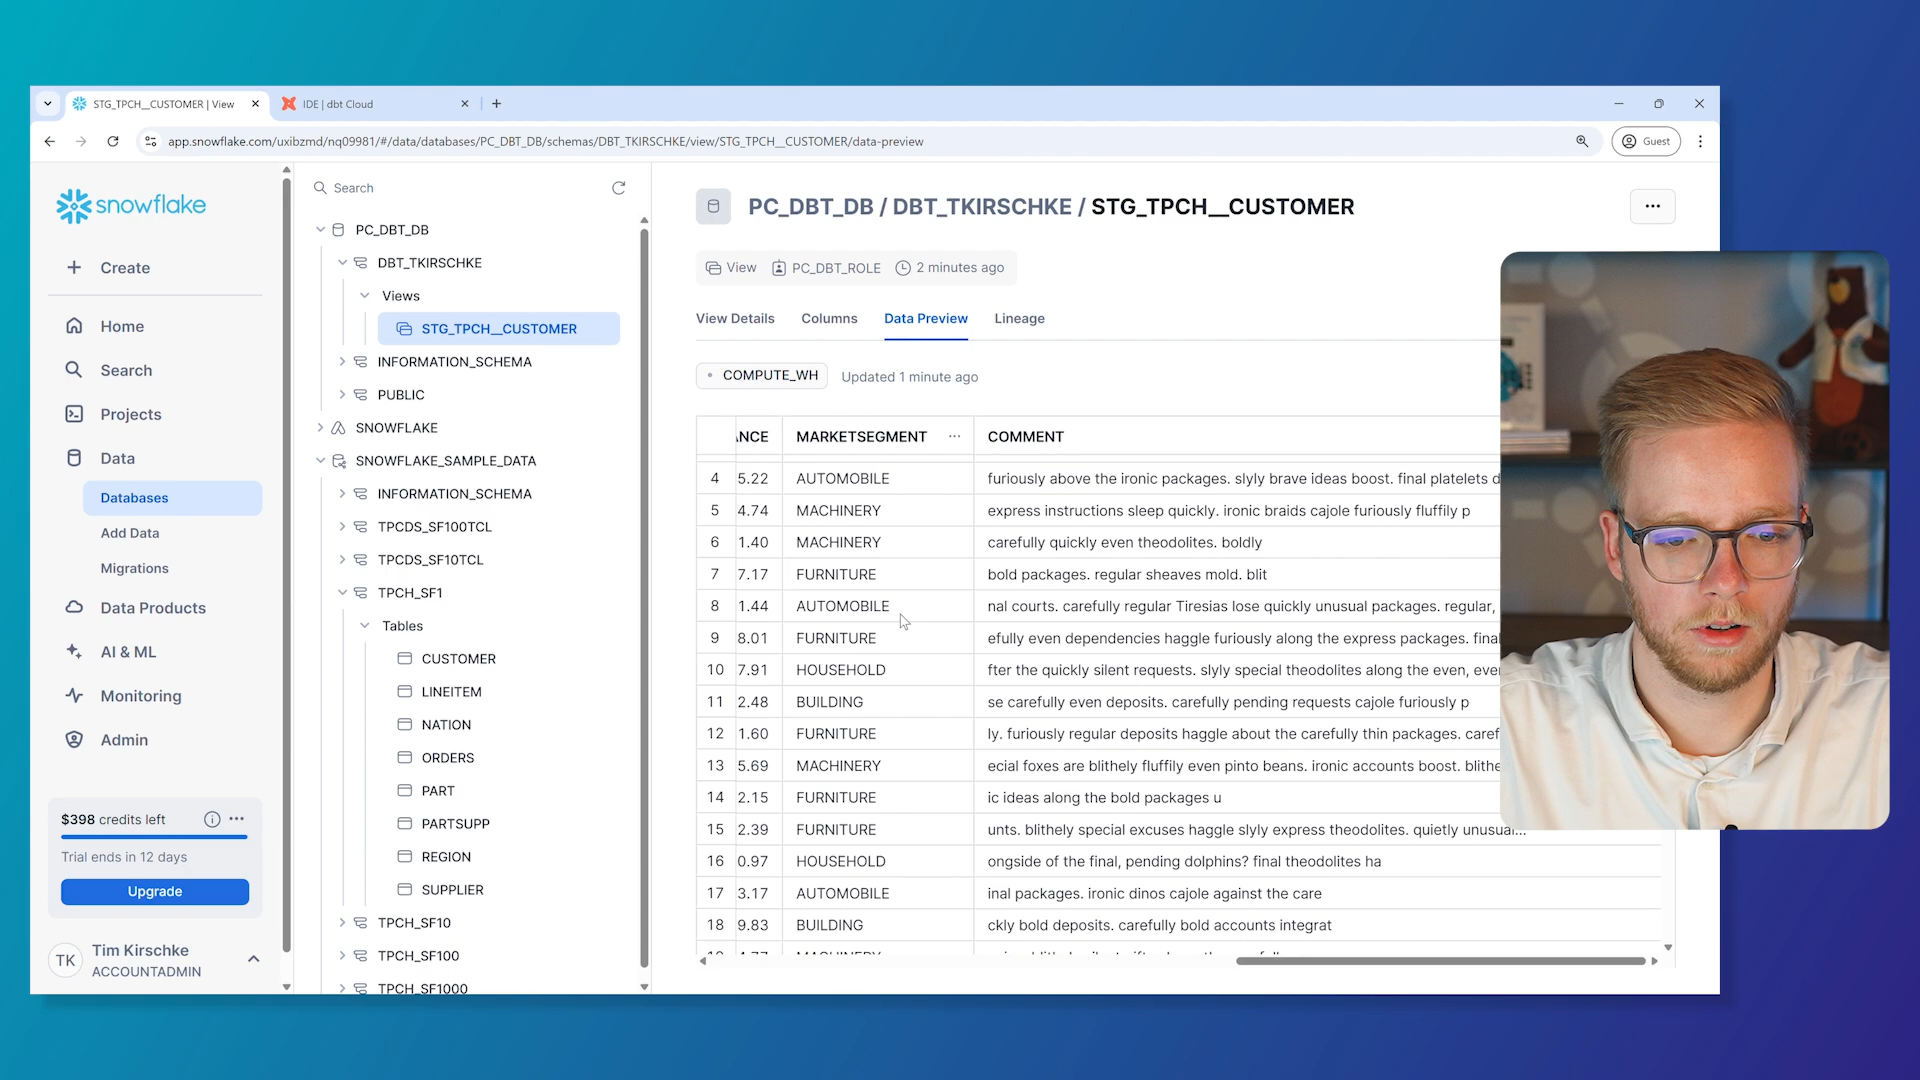 STG_TPCH__CUSTOMER | View
IDE | dbt Cloud
app.snowflake.com/uxibzmd/nq09981/#/data/databases/PC_DBT_DB/schemas/DBT_TKIRSCHKE/view/STG_TPCH__CUSTOMER/data-preview
Guest
snowflake
Create
Home
Search
Projects
Data
Databases
Add Data
Migrations
Data Products
AI & ML
Monitoring
Admin
$398 credits left
Trial ends in 12 days
Upgrade
TK
Tim Kirschke
ACCOUNTADMIN
Search
PC_DBT_DB
DBT_TKIRSCHKE
Views
STG_TPCH__CUSTOMER
INFORMATION_SCHEMA
PUBLIC
SNOWFLAKE
SNOWFLAKE_SAMPLE_DATA
INFORMATION_SCHEMA
TPCDS_SF100TCL
TPCDS_SF10TCL
TPCH_SF1
Tables
CUSTOMER
LINEITEM
NATION
ORDERS
PART
PARTSUPP
REGION
SUPPLIER
TPCH_SF10
TPCH_SF100
TPCH_SF1000
PC_DBT_DB / DBT_TKIRSCHKE / STG_TPCH__CUSTOMER
View PC_DBT_ROLE 2 minutes ago
View Details Columns Data Preview Lineage
COMPUTE_WH Updated 1 minute ago
ANCE MARKETSEGMENT ... COMMENT
4 5.22 AUTOMOBILE furiously above the ironic packages. slyly brave ideas boost. final platelets d
5 4.74 MACHINERY express instructions sleep quickly. ironic braids cajole furiously fluffily p
6 1.40 MACHINERY carefully quickly even theodolites. boldly
7 7.17 FURNITURE bold packages. regular sheaves mold. blit
8 1.44 AUTOMOBILE nal courts. carefully regular Tiresias lose quickly unusual packages. regular,
9 8.01 FURNITURE efully even dependencies haggle furiously along the express packages. final
10 7.91 HOUSEHOLD fter the quickly silent requests. slyly special theodolites along the even, eve
11 2.48 BUILDING se carefully even deposits. carefully pending requests cajole furiously p
12 1.60 FURNITURE ly. furiously regular deposits haggle about the carefully thin packages. caref
13 5.69 MACHINERY ecial foxes are blithely fluffily even pinto beans. ironic accounts boost. blithe
14 2.15 FURNITURE ic ideas along the bold packages u
15 2.39 FURNITURE unts. blithely special excuses haggle slyly express theodolites. quietly unusual...
16 0.97 HOUSEHOLD ongside of the final, pending dolphins? final theodolites ha
17 3.17 AUTOMOBILE inal packages. ironic dinos cajole against the care
18 9.83 BUILDING ckly bold deposits. carefully bold accounts integrat